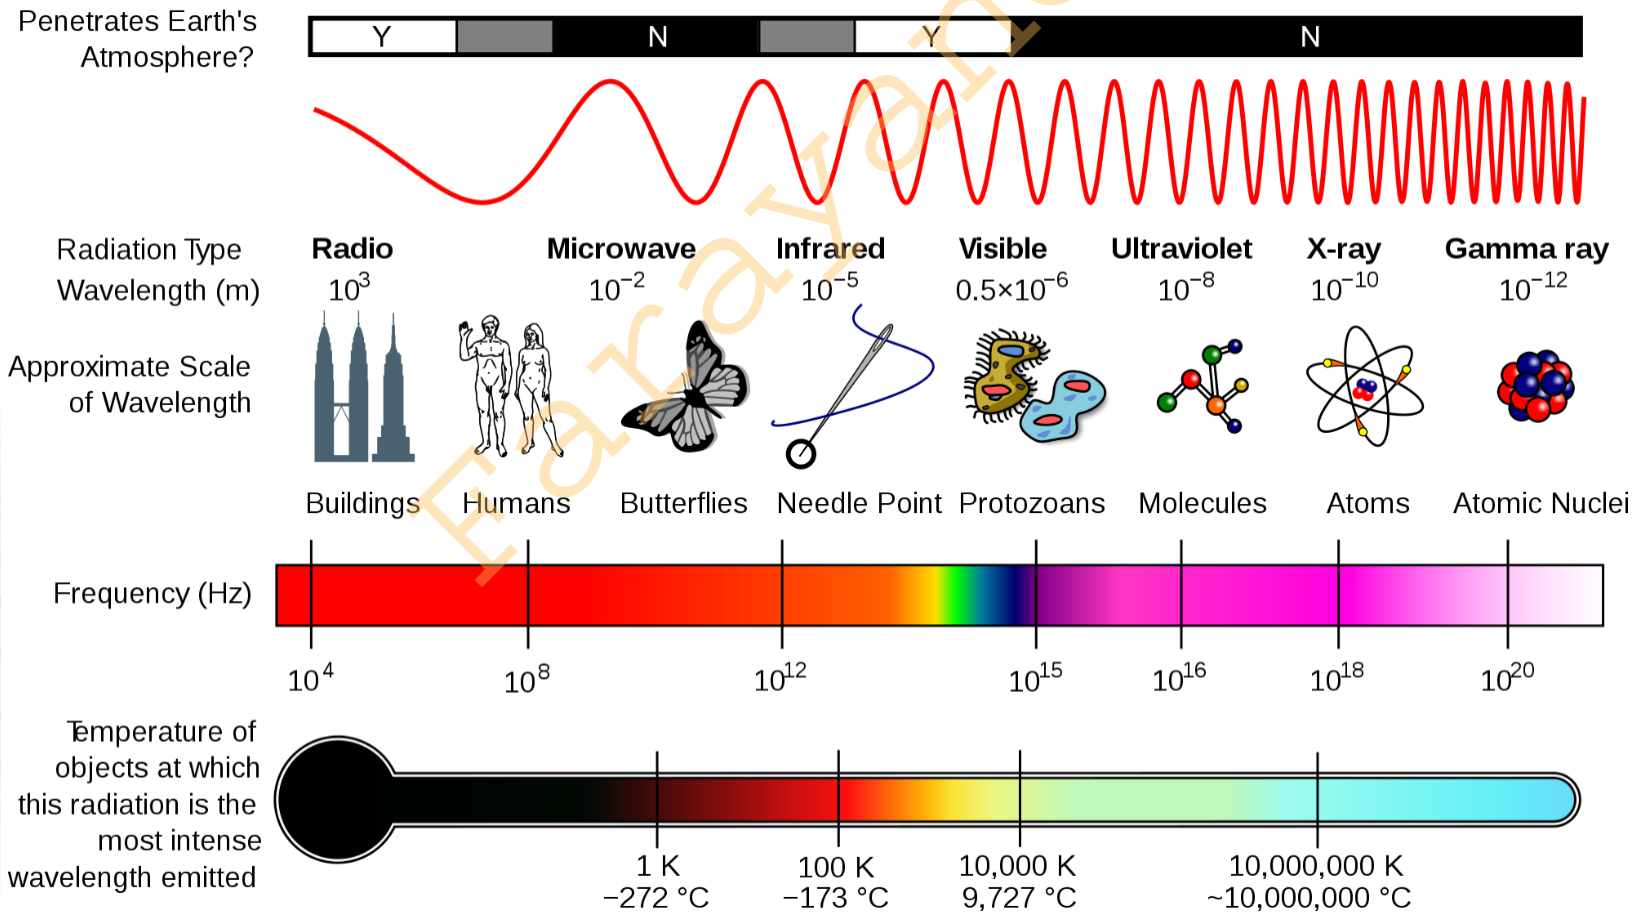 Penetrates Earth's
Atmosphere?
Y N Y N
Radiation Type Radio Microwave Infrared Visible Ultraviolet X-ray Gamma ray
Wavelength (m) 10³ 10⁻² 10⁻⁵ 0.5×10⁻⁶ 10⁻⁸ 10⁻¹⁰ 10⁻¹²
Approximate Scale
of Wavelength
Buildings Humans Butterflies Needle Point Protozoans Molecules Atoms Atomic Nuclei
Frequency (Hz)
10⁴ 10⁸ 10¹² 10¹⁵ 10¹⁶ 10¹⁸ 10²⁰
Temperature of
objects at which
this radiation is the
most intense
wavelength emitted
1 K 100 K 10,000 K 10,000,000 K
−272 °C −173 °C 9,727 °C ~10,000,000 °C